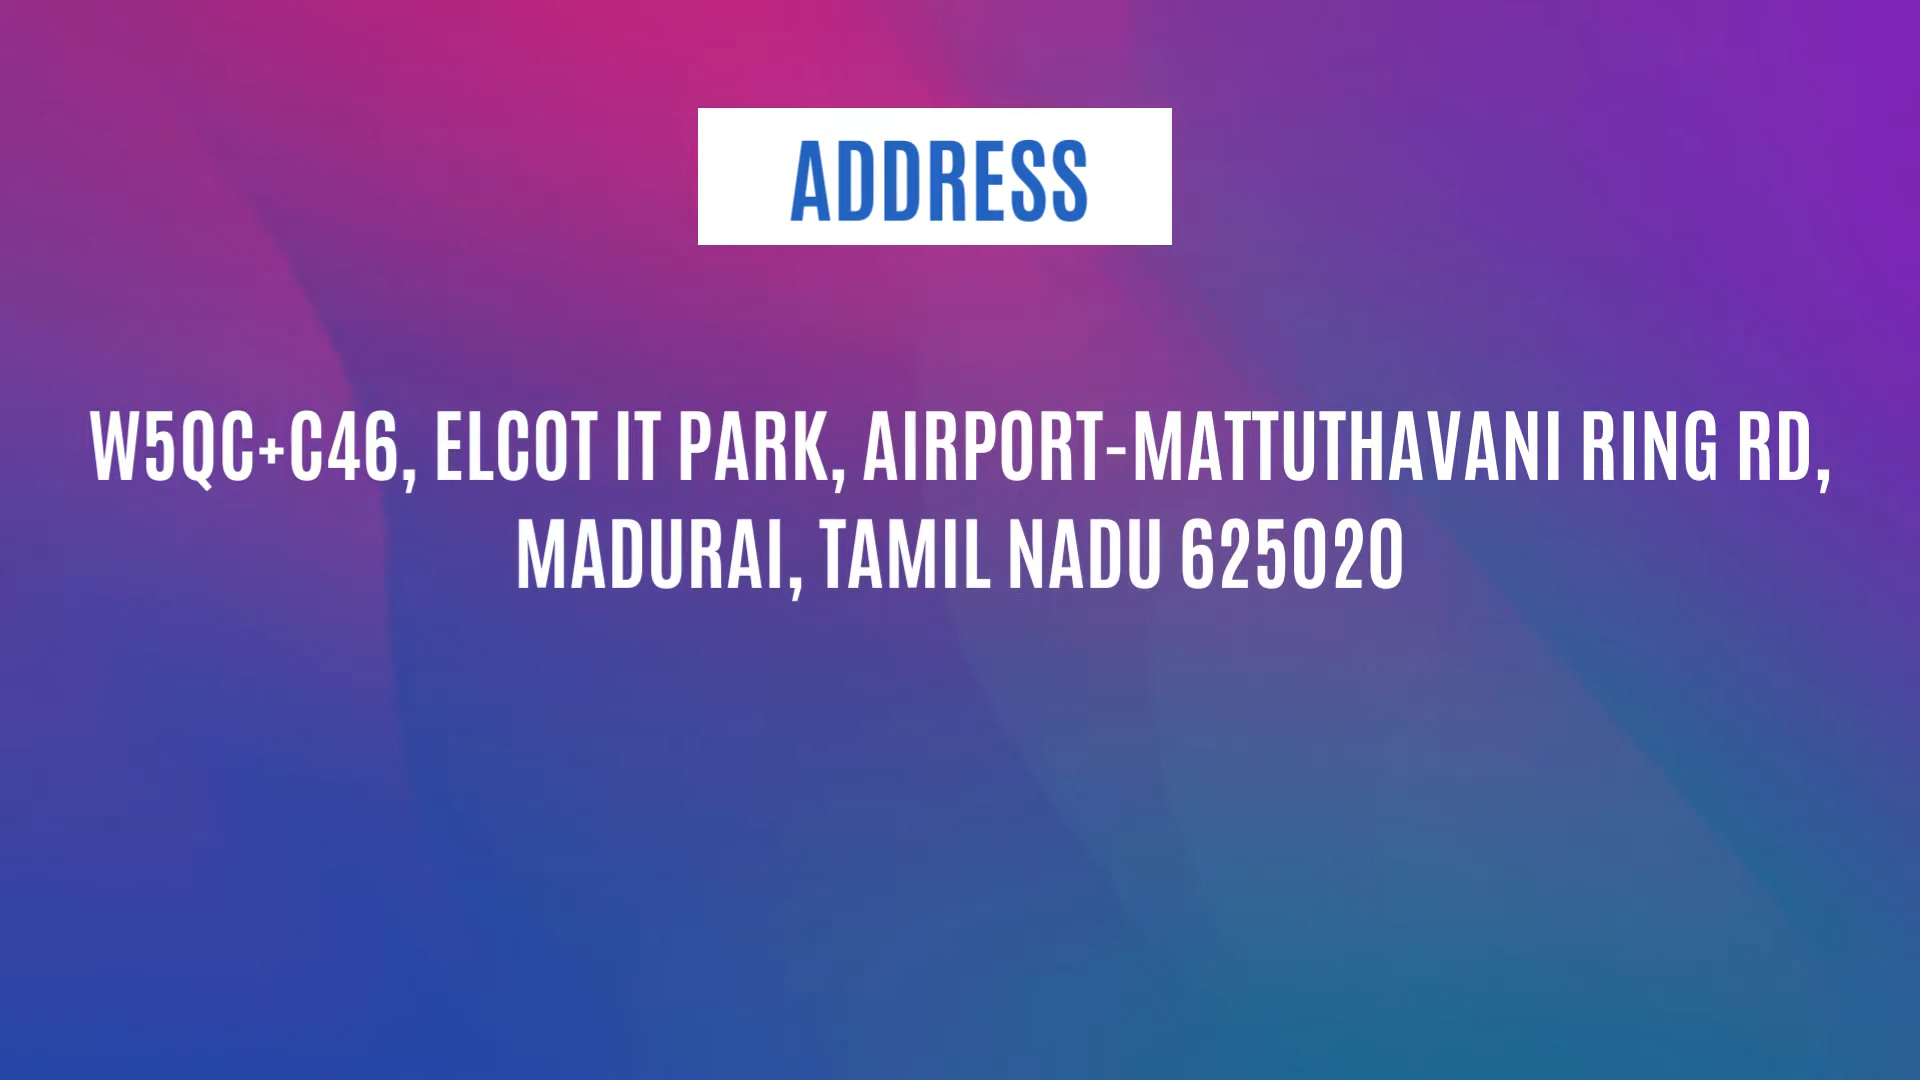 ADDRESS
W5QC+C46, ELCOT IT PARK, AIRPORT-MATTUTHAVANI RING RD,
MADURAI, TAMIL NADU 625020